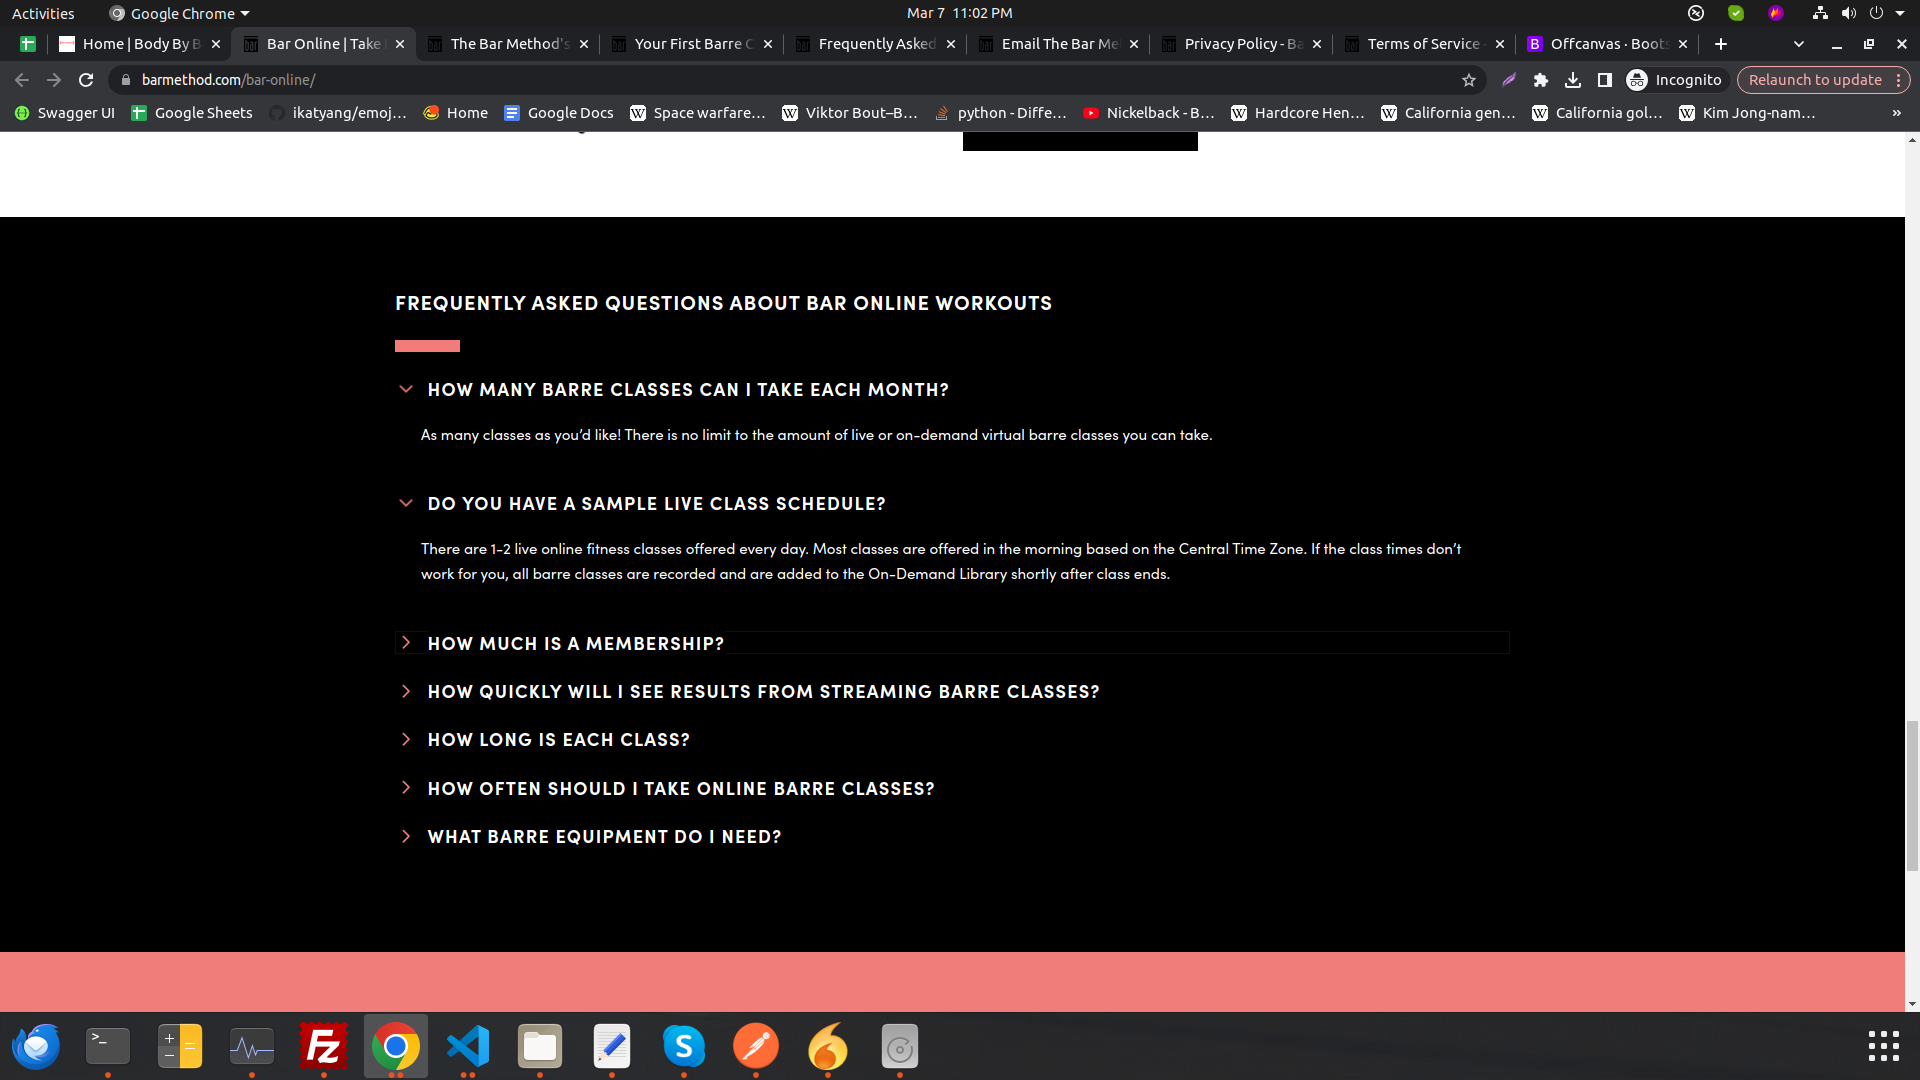 Activities
Google Chrome
Mar 7 11:02 PM
Home | Body By B
Bar Online | Take
The Bar Method's
Your First Barre C
Frequently Asked
Email The Bar Me
Privacy Policy - Ba
Terms of Service -
B Offcanvas · Boots
barmethod.com/bar-online/
Incognito
Relaunch to update
Swagger UI
Google Sheets
ikatyang/emoj...
Home
Google Docs
W Space warfare...
W Viktor Bout–B...
python - Diffe...
Nickelback - B...
W Hardcore Hen...
W California gen...
W California gol...
W Kim Jong-nam...
»
FREQUENTLY ASKED QUESTIONS ABOUT BAR ONLINE WORKOUTS
HOW MANY BARRE CLASSES CAN I TAKE EACH MONTH?
As many classes as you’d like! There is no limit to the amount of live or on-demand virtual barre classes you can take.
DO YOU HAVE A SAMPLE LIVE CLASS SCHEDULE?
There are 1-2 live online fitness classes offered every day. Most classes are offered in the morning based on the Central Time Zone. If the class times don’t
work for you, all barre classes are recorded and are added to the On-Demand Library shortly after class ends.
HOW MUCH IS A MEMBERSHIP?
HOW QUICKLY WILL I SEE RESULTS FROM STREAMING BARRE CLASSES?
HOW LONG IS EACH CLASS?
HOW OFTEN SHOULD I TAKE ONLINE BARRE CLASSES?
WHAT BARRE EQUIPMENT DO I NEED?